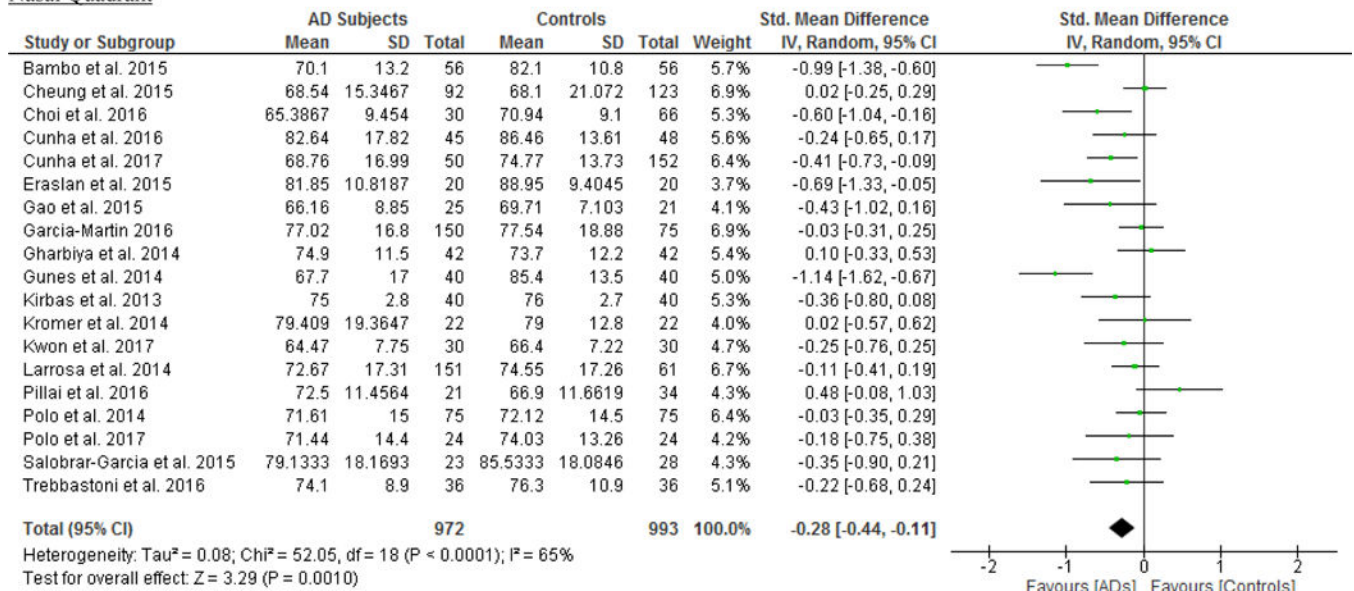 Nasal Quadrant
AD Subjects Controls Std. Mean Difference Std. Mean Difference
Study or Subgroup Mean SD Total Mean SD Total Weight IV, Random, 95% CI IV, Random, 95% CI
Bambo et al. 2015 70.1 13.2 56 82.1 10.8 56 5.7% -0.99 [-1.38, -0.60]
Cheung et al. 2015 68.54 15.3467 92 68.1 21.072 123 6.9% 0.02 [-0.25, 0.29]
Choi et al. 2016 65.3867 9.454 30 70.94 9.1 66 5.3% -0.60 [-1.04, -0.16]
Cunha et al. 2016 82.64 17.82 45 86.46 13.61 48 5.7% -0.24 [-0.65, 0.17]
Cunha et al. 2017 68.76 16.99 50 74.77 13.73 152 6.4% -0.41 [-0.73, -0.09]
Eraslan et al. 2015 81.85 10.8187 20 88.95 9.4045 20 3.7% -0.69 [-1.33, -0.05]
Gao et al. 2015 66.16 8.85 25 69.71 7.103 21 4.1% -0.43 [-1.02, 0.16]
Garcia-Martin 2016 77.02 16.8 150 77.54 18.88 75 6.9% -0.03 [-0.31, 0.25]
Gharbiya et al. 2014 74.9 11.5 42 73.7 12.2 42 5.4% 0.10 [-0.33, 0.53]
Gunes et al. 2014 67.7 17 40 85.4 13.5 40 5.0% -1.14 [-1.62, -0.67]
Kirbas et al. 2013 75 2.8 40 76 2.7 40 5.3% -0.36 [-0.80, 0.08]
Kromer et al. 2014 79.409 19.3647 22 79 12.8 22 4.0% 0.02 [-0.57, 0.62]
Kwon et al. 2017 64.47 7.75 30 66.4 7.22 30 4.7% -0.25 [-0.76, 0.25]
Larrosa et al. 2014 72.67 17.31 151 74.55 17.26 61 6.7% -0.11 [-0.41, 0.19]
Pillai et al. 2016 72.5 11.4564 21 66.9 11.6619 34 4.3% 0.48 [-0.08, 1.03]
Polo et al. 2014 71.61 15 75 72.12 14.5 75 6.4% -0.03 [-0.35, 0.29]
Polo et al. 2017 71.44 14.4 24 74.03 13.26 24 4.2% -0.18 [-0.75, 0.38]
Salobrar-Garcia et al. 2015 79.1333 18.1693 23 85.5333 18.0846 28 4.3% -0.35 [-0.90, 0.21]
Trebbastoni et al. 2016 74.1 8.9 36 76.3 10.9 36 5.1% -0.22 [-0.68, 0.24]
Total (95% CI) 972 993 100.0% -0.28 [-0.44, -0.11]
Heterogeneity: Tau² = 0.08; Chi² = 52.05, df = 18 (P < 0.0001); I² = 65%
Test for overall effect: Z = 3.29 (P = 0.0010)
-2 -1 0 1 2
Favours [ADs] Favours [Controls]